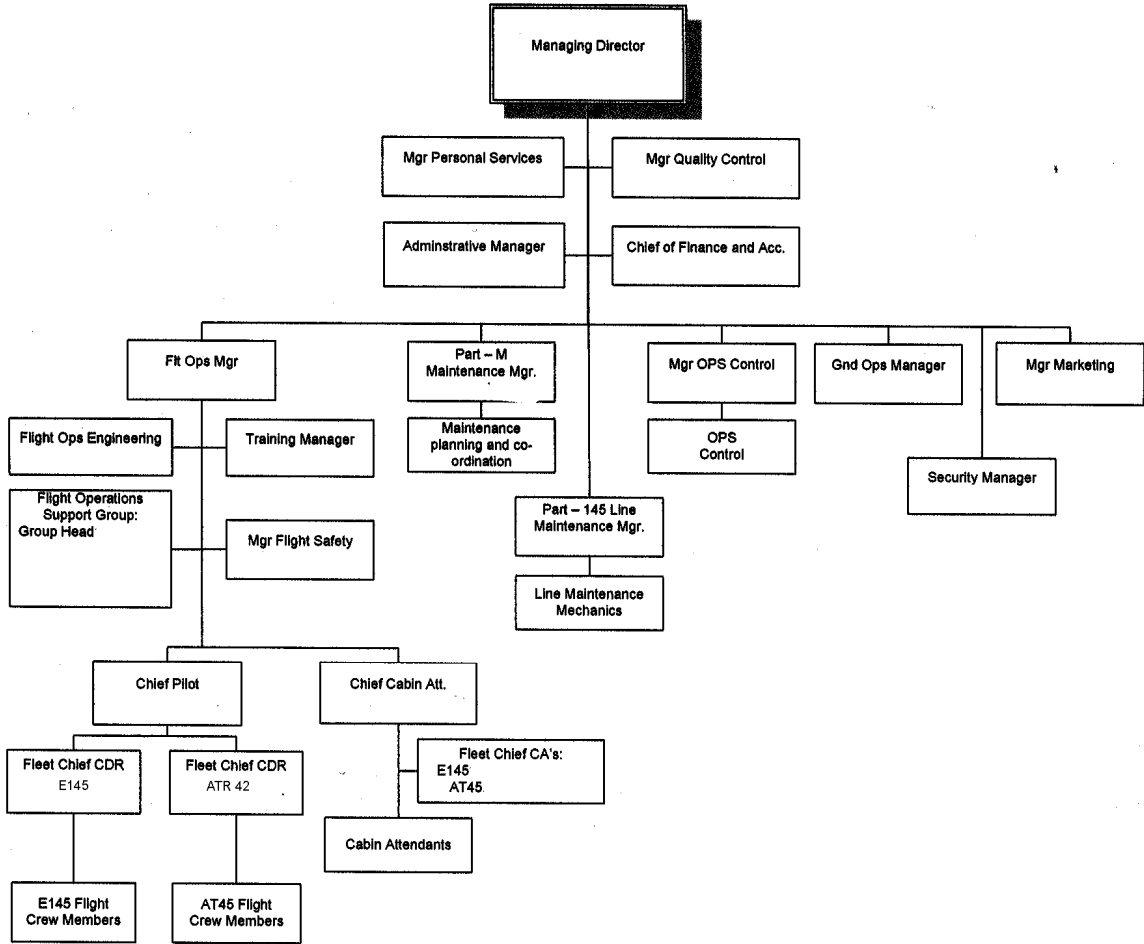 Managing Director
Mgr Personal Services
Mgr Quality Control
Adminstrative Manager
Chief of Finance and Acc.
Flt Ops Mgr
Part – M
Maintenance Mgr.
Mgr OPS Control
Gnd Ops Manager
Mgr Marketing
Flight Ops Engineering
Training Manager
Maintenance
planning and co-
ordination
OPS
Control
Security Manager
Flight Operations
Support Group:
Group Head
Mgr Flight Safety
Part – 145 Line
Maintenance Mgr.
Line Maintenance
Mechanics
Chief Pilot
Chief Cabin Att.
Fleet Chief CDR
E145
Fleet Chief CDR
ATR 42
Fleet Chief CA's:
E145
AT45
Cabin Attendants
E145 Flight
Crew Members
AT45 Flight
Crew Members